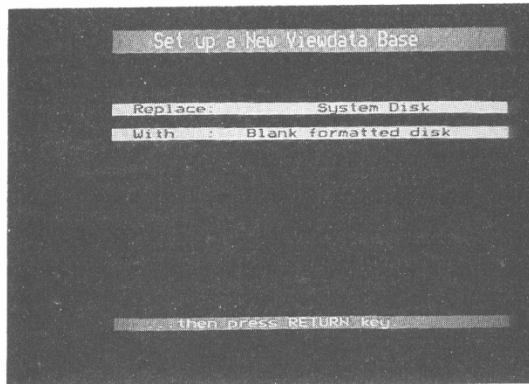 Set up a New Viewdata Base
Replace: System Disk
With : Blank formatted disk
...then press RETURN key